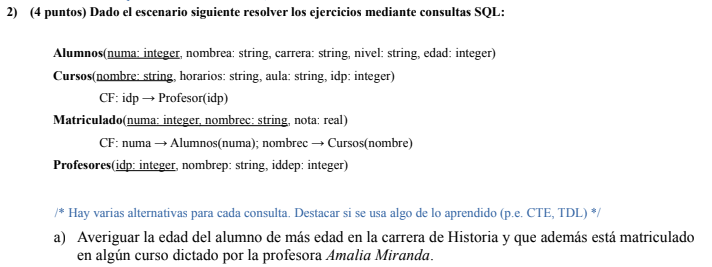 2) (4 puntos) Dado el escenario siguiente resolver los ejercicios mediante consultas SQL:
Alumnos(numa: integer, nombrea: string, carrera: string, nivel: string, edad: integer)
Cursos(nombre: string, horarios: string, aula: string, idp: integer)
CF: idp → Profesor(idp)
Matriculado(numa: integer, nombrec: string, nota: real)
CF: numa → Alumnos(numa); nombrec → Cursos(nombre)
Profesores(idp: integer, nombrep: string, iddep: integer)
/* Hay varias alternativas para cada consulta. Destacar si se usa algo de lo aprendido (p.e. CTE, TDL) */
a) Averiguar la edad del alumno de más edad en la carrera de Historia y que además está matriculado
en algún curso dictado por la profesora Amalia Miranda.